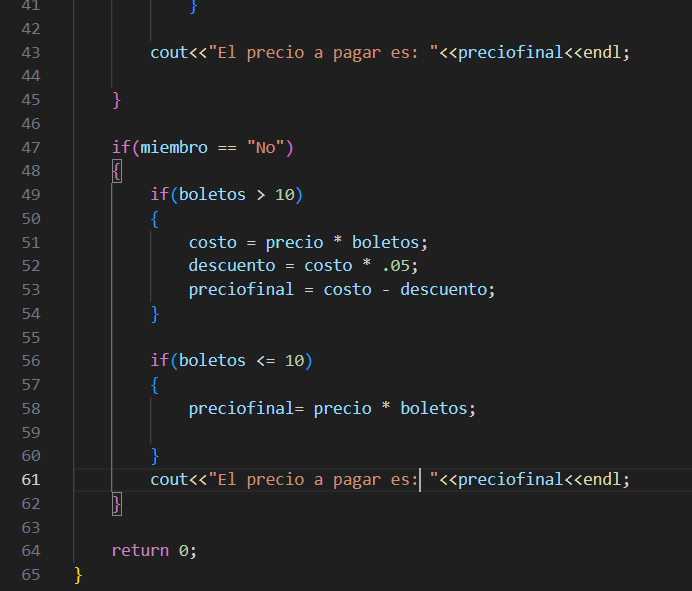 41 }
42
43 cout<<"El precio a pagar es: "<<preciofinal<<endl;
44
45 }
46
47 if(miembro == "No")
48 {
49 if(boletos > 10)
50 {
51 costo = precio * boletos;
52 descuento = costo * .05;
53 preciofinal = costo - descuento;
54 }
55
56 if(boletos <= 10)
57 {
58 preciofinal= precio * boletos;
59
60 }
61 cout<<"El precio a pagar es: "<<preciofinal<<endl;
62 }
63
64 return 0;
65 }